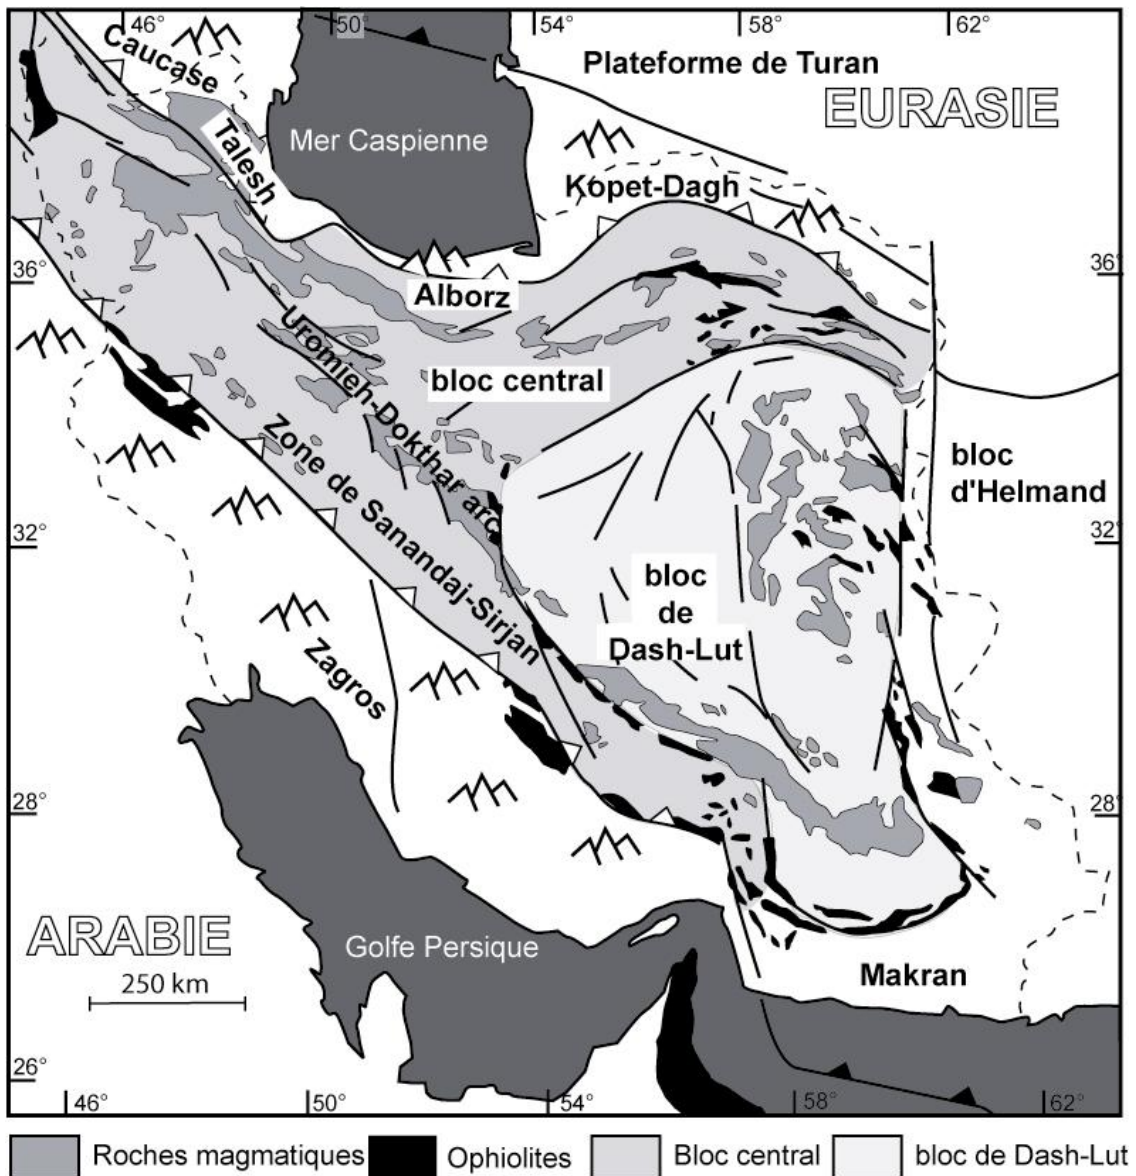 46°
50°
54°
58°
62°
Caucase
Plateforme de Turan
EURASIE
Mer Caspienne
Talesh
Kopet-Dagh
36°
36°
Alborz
Uromieh-Dokthar arc
bloc central
Zone de Sanandaj-Sirjan
bloc
d'Helmand
32°
32°
bloc
de
Dash-Lut
Zagros
28°
28°
ARABIE
Golfe Persique
250 km
Makran
26°
46°
50°
54°
58°
62°
Roches magmatiques
Ophiolites
Bloc central
bloc de Dash-Lut